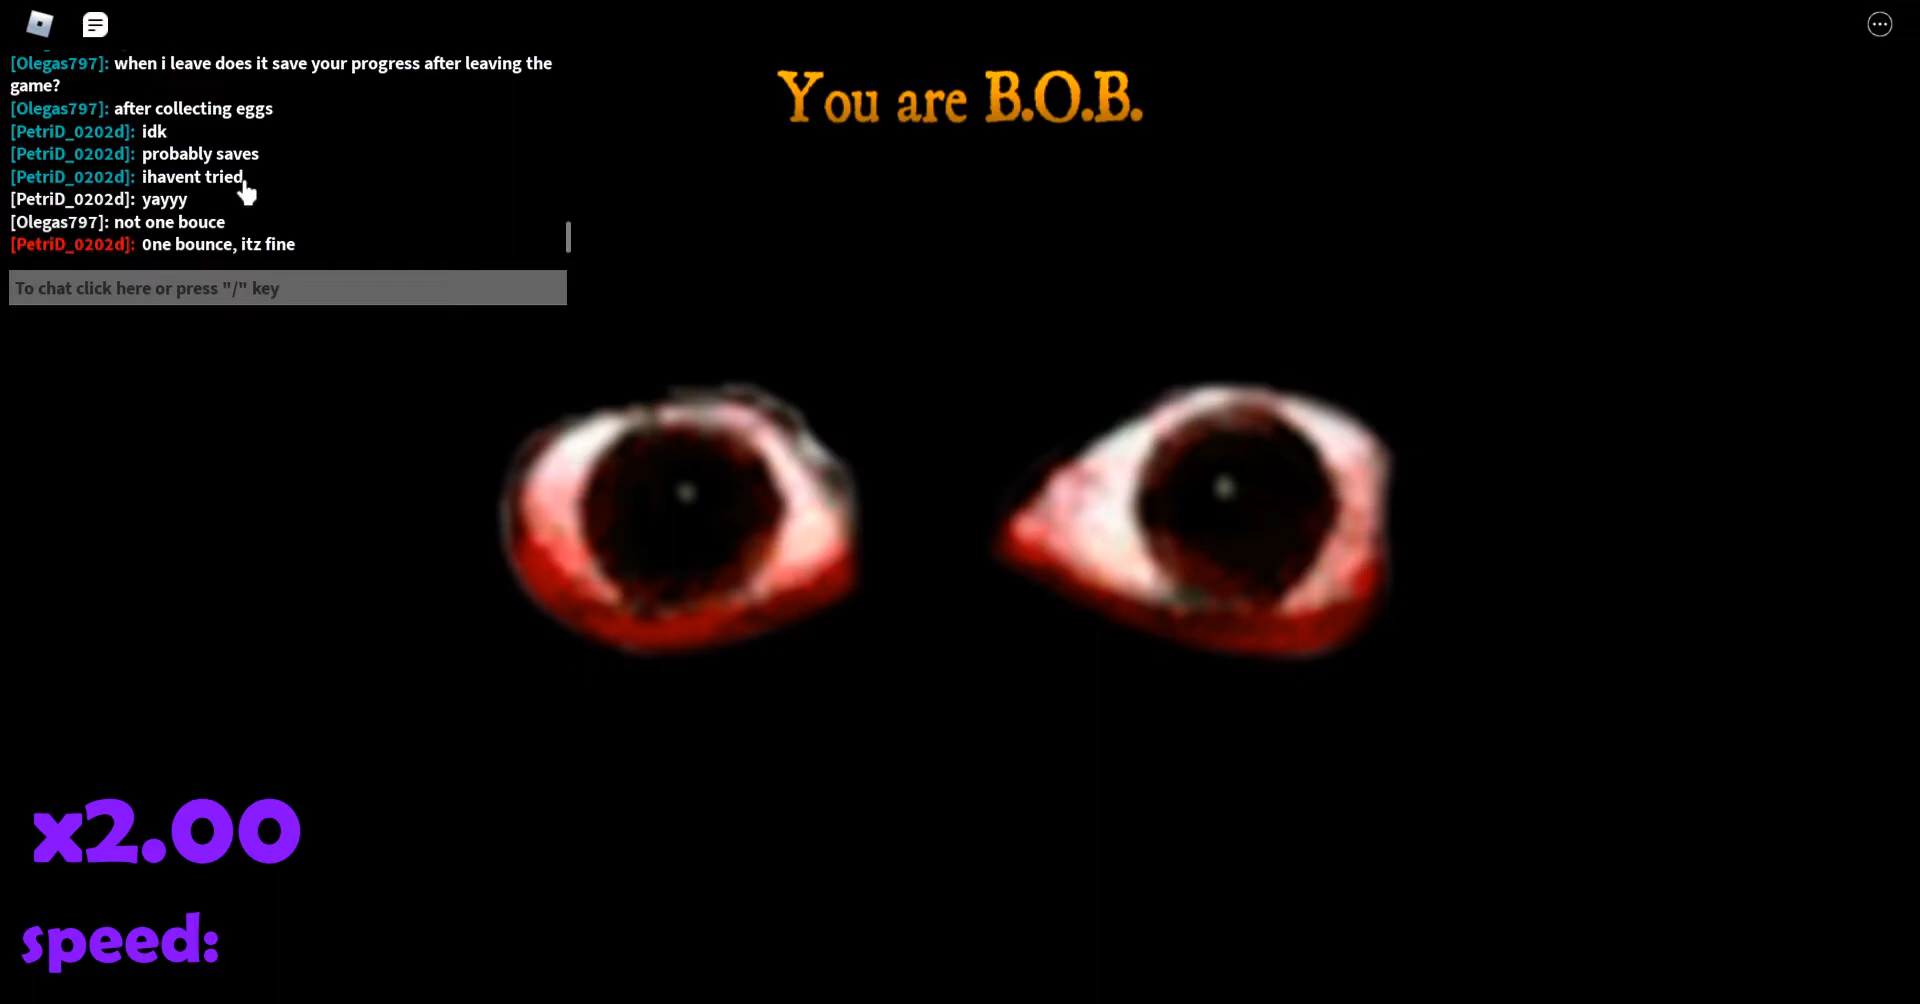 [Olegas797]: when i leave does it save your progress after leaving the
game?
[Olegas797]: after collecting eggs
[PetriD_0202d]: idk
[PetriD_0202d]: probably saves
[PetriD_0202d]: ihavent tried
[PetriD_0202d]: yayyy
[Olegas797]: not one bouce
[PetriD_0202d]: 0ne bounce, itz fine
To chat click here or press "/" key
You are B.O.B.
x2.00
speed: